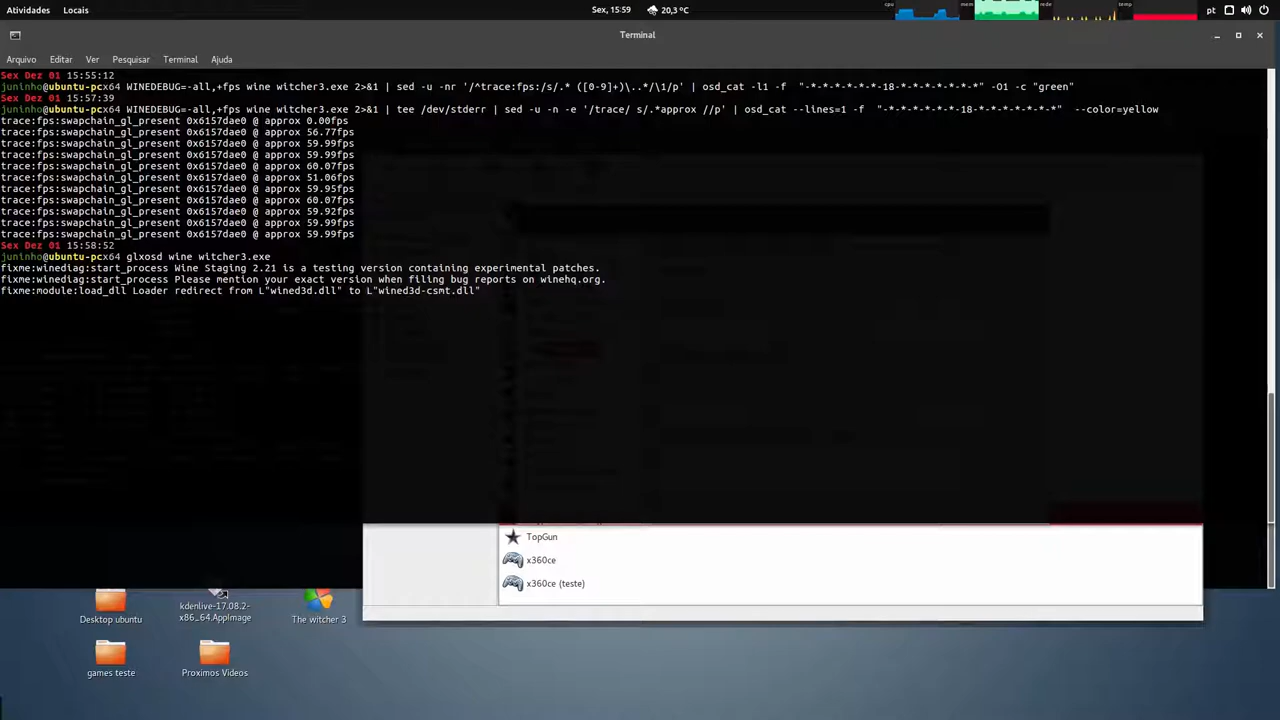 Atividades Locais Sex, 15:59 20,3 °C cpu mem rede temp pt
Terminal
Arquivo Editar Ver Pesquisar Terminal Ajuda
Sex Dez 01 15:55:12
juninho@ubuntu-pcx64 WINEDEBUG=-all,+fps wine witcher3.exe 2>&1 | sed -u -nr '/^trace:fps:/s/.* ([0-9]+)\..*/\1/p' | osd_cat -l1 -f "-*-*-*-*-*-18-*-*-*-*-*-*-*" -O1 -c "green"
Sex Dez 01 15:57:39
juninho@ubuntu-pcx64 WINEDEBUG=-all,+fps wine witcher3.exe 2>&1 | tee /dev/stderr | sed -u -n -e '/trace/ s/.*approx //p' | osd_cat --lines=1 -f "-*-*-*-*-*-*-18-*-*-*-*-*-*-*" --color=yellow
trace:fps:swapchain_gl_present 0x6157dae0 @ approx 0.00fps
trace:fps:swapchain_gl_present 0x6157dae0 @ approx 56.77fps
trace:fps:swapchain_gl_present 0x6157dae0 @ approx 59.99fps
trace:fps:swapchain_gl_present 0x6157dae0 @ approx 59.99fps
trace:fps:swapchain_gl_present 0x6157dae0 @ approx 60.07fps
trace:fps:swapchain_gl_present 0x6157dae0 @ approx 51.06fps
trace:fps:swapchain_gl_present 0x6157dae0 @ approx 59.95fps
trace:fps:swapchain_gl_present 0x6157dae0 @ approx 60.07fps
trace:fps:swapchain_gl_present 0x6157dae0 @ approx 59.92fps
trace:fps:swapchain_gl_present 0x6157dae0 @ approx 59.99fps
trace:fps:swapchain_gl_present 0x6157dae0 @ approx 59.99fps
Sex Dez 01 15:58:52
juninho@ubuntu-pcx64 glxosd wine witcher3.exe
fixme:winediag:start_process Wine Staging 2.21 is a testing version containing experimental patches.
fixme:winediag:start_process Please mention your exact version when filing bug reports on winehq.org.
fixme:module:load_dll Loader redirect from L"wined3d.dll" to L"wined3d-csmt.dll"
TopGun
x360ce
x360ce (teste)
Desktop ubuntu
kdenlive-17.08.2-
x86_64.AppImage
The witcher 3
games teste
Proximos Videos